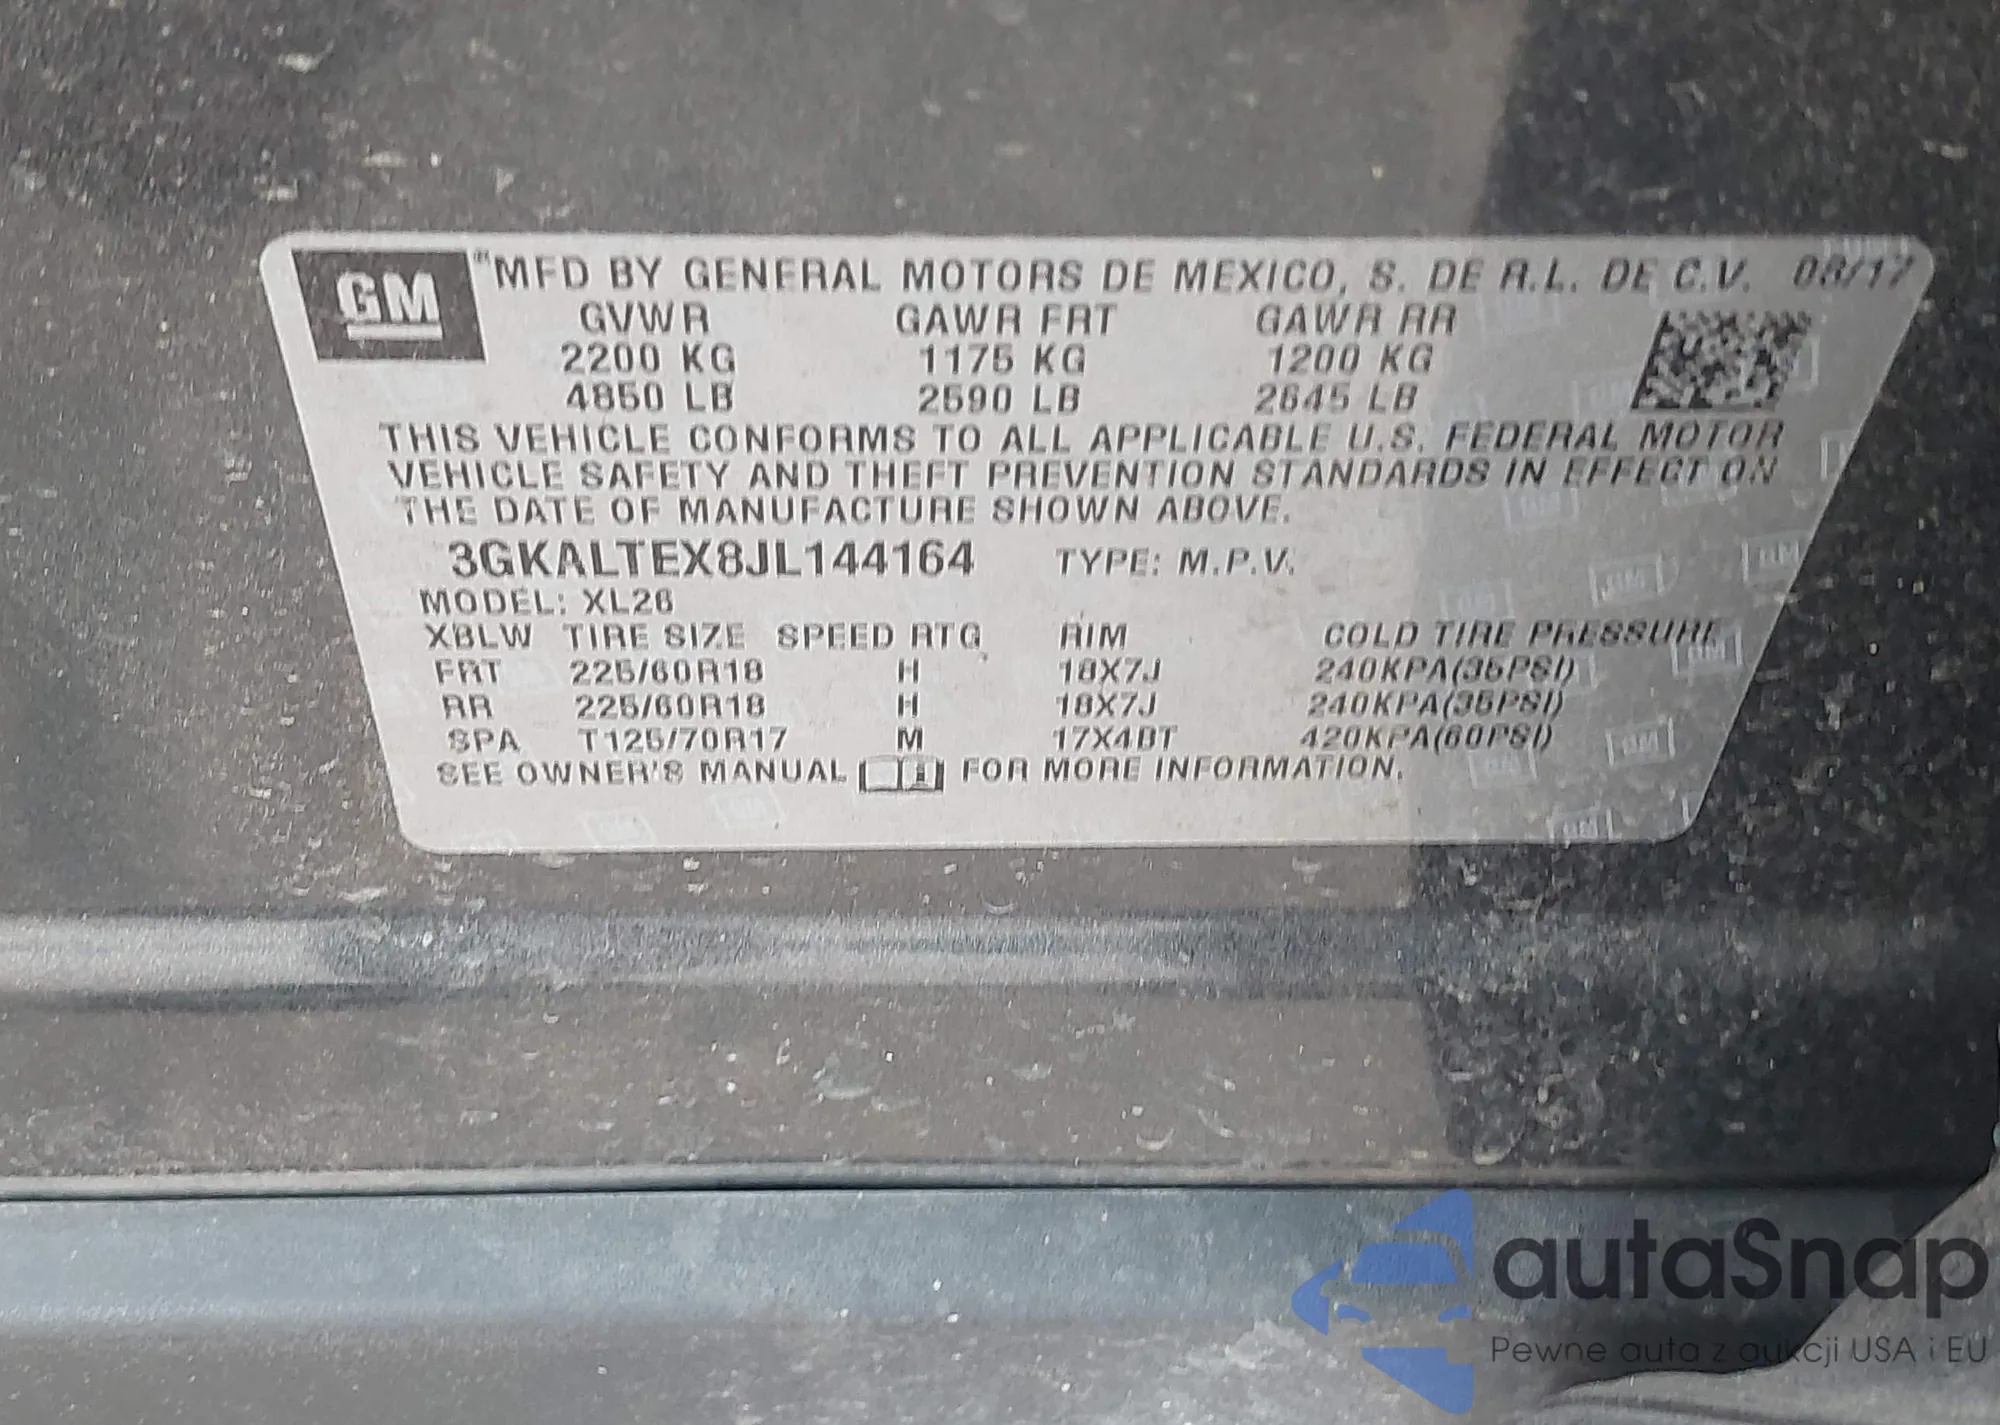 GM
MFD BY GENERAL MOTORS DE MEXICO, S. DE R.L. DE C.V. 08/17
GVWR GAWR FRT GAWR RR
2200 KG 1175 KG 1200 KG
4850 LB 2590 LB 2645 LB
THIS VEHICLE CONFORMS TO ALL APPLICABLE U.S. FEDERAL MOTOR
VEHICLE SAFETY AND THEFT PREVENTION STANDARDS IN EFFECT ON
THE DATE OF MANUFACTURE SHOWN ABOVE.
3GKALTEX8JL144164 TYPE: M.P.V.
MODEL: XL26
XBLW TIRE SIZE SPEED RTG RIM COLD TIRE PRESSURE
FRT 225/60R18 H 18X7J 240KPA(35PSI)
RR 225/60R18 H 18X7J 240KPA(35PSI)
SPA T125/70R17 M 17X4BT 420KPA(60PSI)
SEE OWNER'S MANUAL FOR MORE INFORMATION.
autaSnap
Pewne auta z aukcji USA i EU